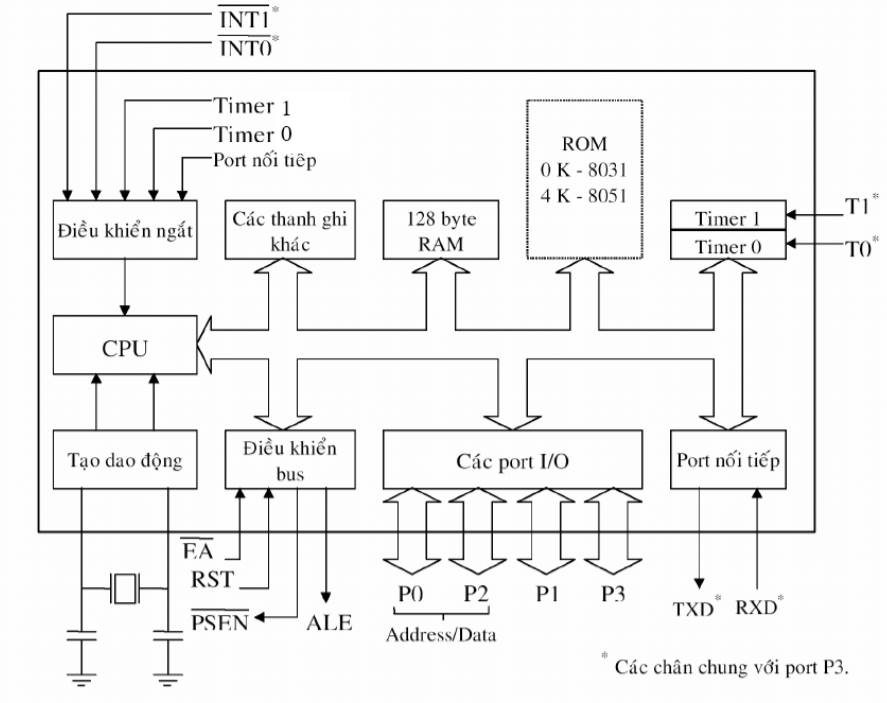 INT1*
INT0*
Timer 1
Timer 0
Port nối tiêp
ROM
0 K - 8031
4 K - 8051
Điều khiển ngắt
Các thanh ghi
khác
128 byte
RAM
Timer 1
Timer 0
T1*
T0*
CPU
Tạo dao động
Điều khiển
bus
Các port I/O
Port nối tiếp
EA
RST
PSEN
ALE
P0
P2
P1
P3
Address/Data
TXD*
RXD*
* Các chân chung với port P3.